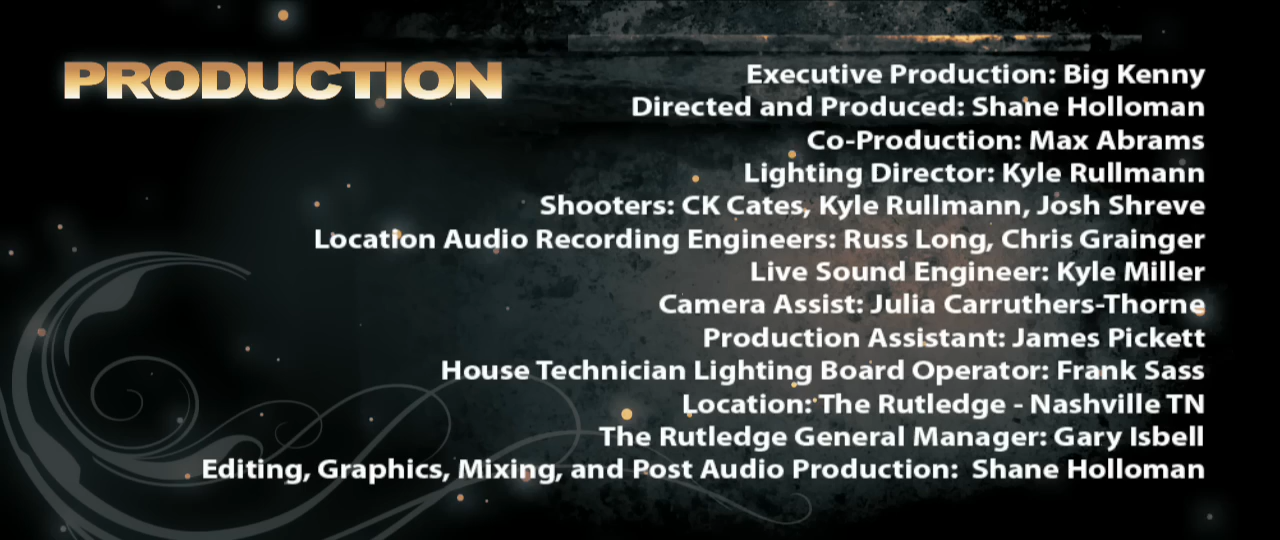 PRODUCTION
Executive Production: Big Kenny
Directed and Produced: Shane Holloman
Co-Production: Max Abrams
Lighting Director: Kyle Rullmann
Shooters: CK Cates, Kyle Rullmann, Josh Shreve
Location Audio Recording Engineers: Russ Long, Chris Grainger
Live Sound Engineer: Kyle Miller
Camera Assist: Julia Carruthers-Thorne
Production Assistant: James Pickett
House Technician Lighting Board Operator: Frank Sass
Location: The Rutledge - Nashville TN
The Rutledge General Manager: Gary Isbell
Editing, Graphics, Mixing, and Post Audio Production:  Shane Holloman